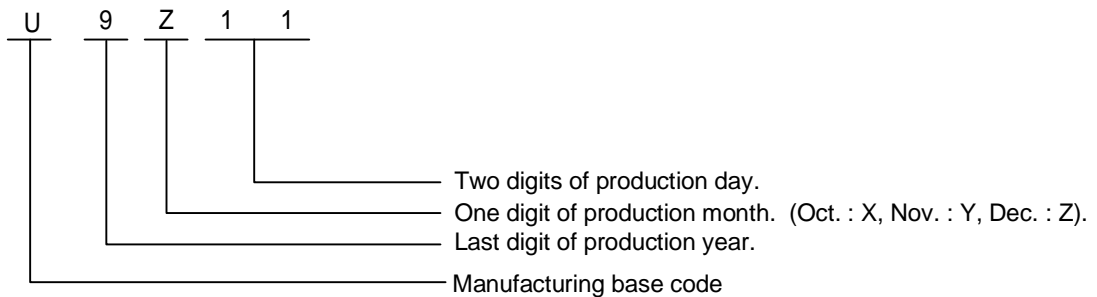 U 9 Z 1 1
Two digits of production day.
One digit of production month. (Oct. : X, Nov. : Y, Dec. : Z).
Last digit of production year.
Manufacturing base code